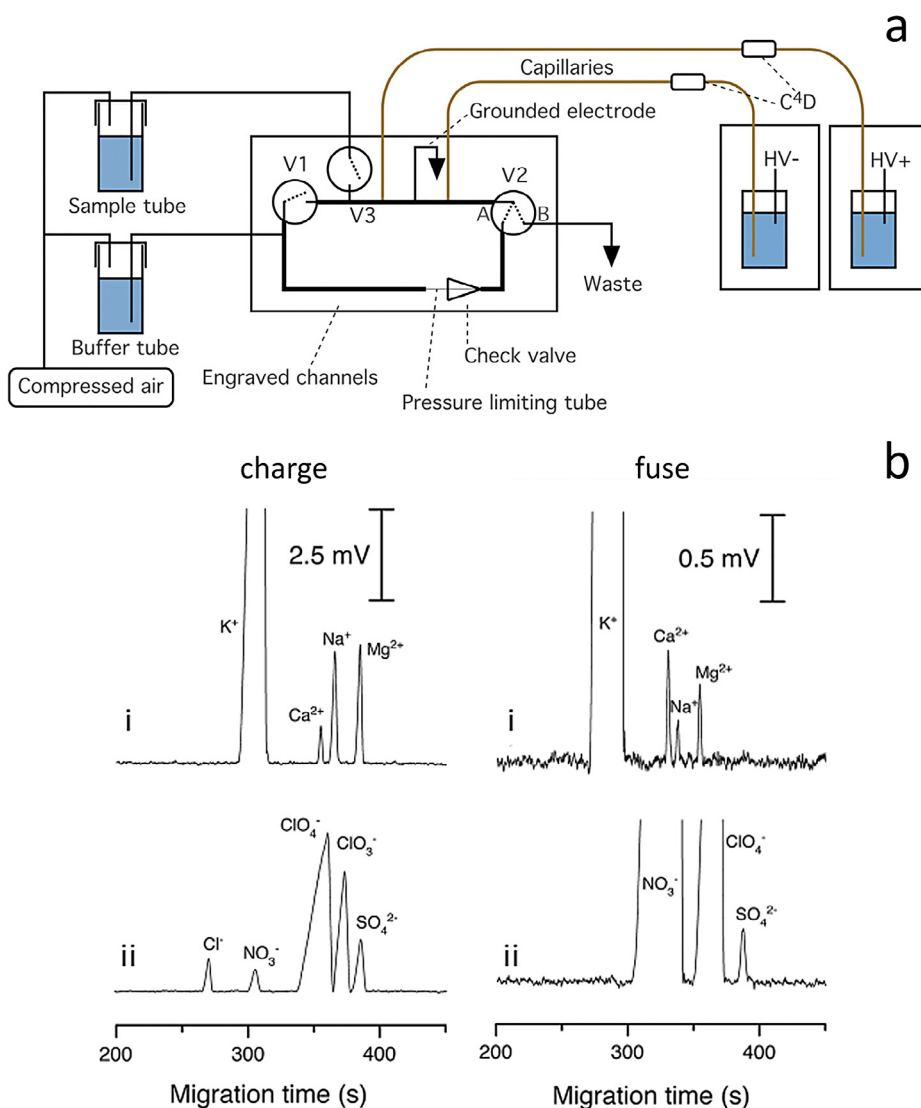 a
Capillaries
C⁴D
Grounded electrode
HV-
HV+
V1
V2
V3
A
B
Sample tube
Waste
Buffer tube
Check valve
Engraved channels
Compressed air
Pressure limiting tube
b
charge
fuse
2.5 mV
0.5 mV
K⁺
Ca²⁺
Na⁺
Mg²⁺
i
K⁺
Ca²⁺
Na⁺
Mg²⁺
i
Cl⁻
NO₃⁻
ClO₄⁻
ClO₃⁻
SO₄²⁻
ii
NO₃⁻
ClO₄⁻
SO₄²⁻
ii
200 300 400
200 300 400
Migration time (s)
Migration time (s)